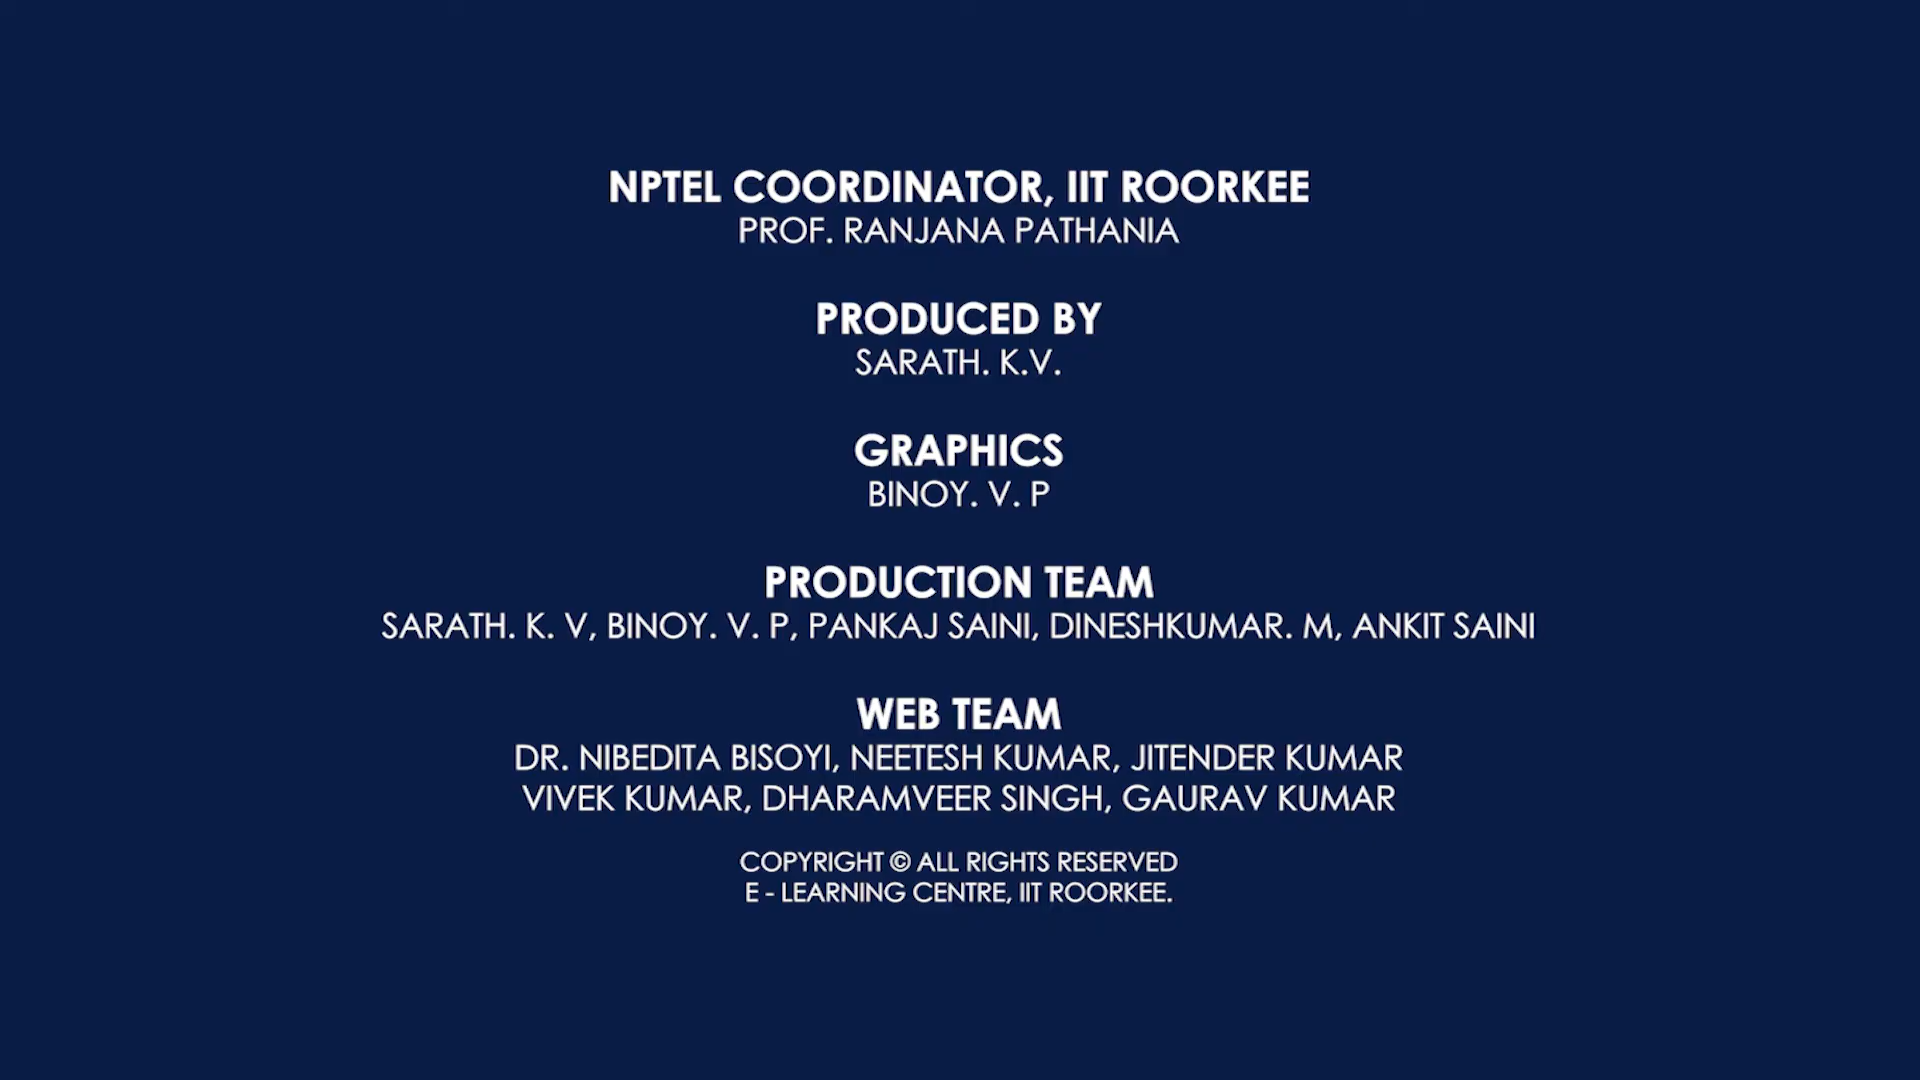 NPTEL COORDINATOR, IIT ROORKEE
PROF. RANJANA PATHANIA
PRODUCED BY
SARATH. K.V.
GRAPHICS
BINOY. V. P
PRODUCTION TEAM
SARATH. K. V, BINOY. V. P, PANKAJ SAINI, DINESHKUMAR. M, ANKIT SAINI
WEB TEAM
DR. NIBEDITA BISOYI, NEETESH KUMAR, JITENDER KUMAR
VIVEK KUMAR, DHARAMVEER SINGH, GAURAV KUMAR
COPYRIGHT © ALL RIGHTS RESERVED
E - LEARNING CENTRE, IIT ROORKEE.